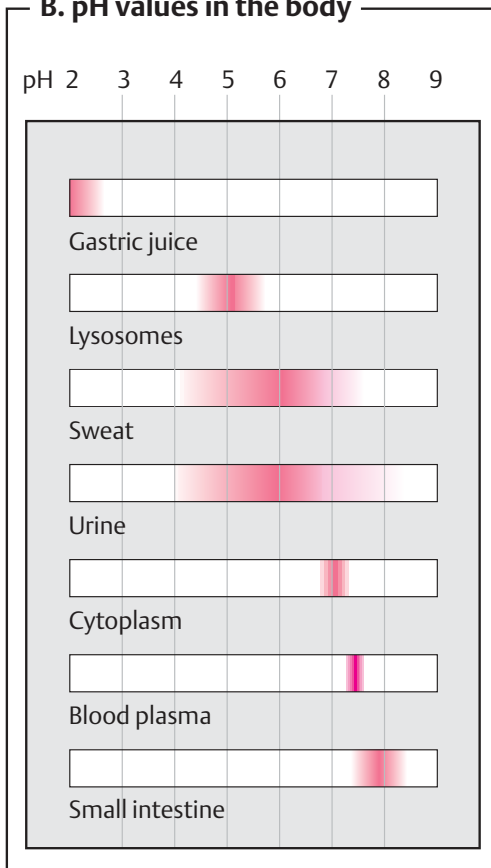 B. pH values in the body
pH 2 3 4 5 6 7 8 9
Gastric juice
Lysosomes
Sweat
Urine
Cytoplasm
Blood plasma
Small intestine